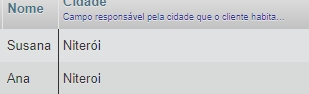 Nome Cidade
Campo responsável pela cidade que o cliente habita...
Susana Niterói
Ana Niteroi